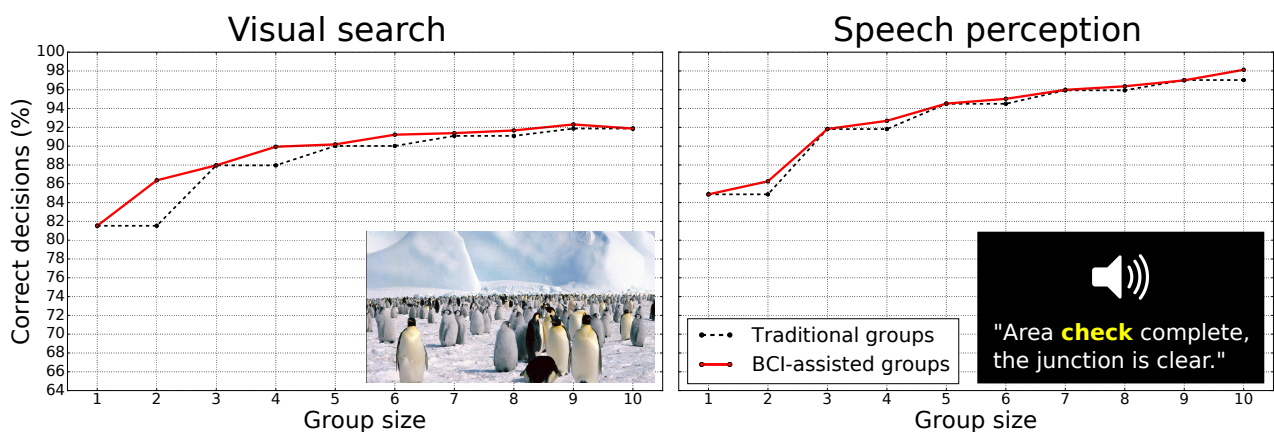 Visual search
Speech perception
Correct decisions (%)
100
98
96
94
92
90
88
86
84
82
80
78
76
74
72
70
68
66
64
1 2 3 4 5 6 7 8 9 10
Group size
Traditional groups
BCI-assisted groups
"Area check complete,
the junction is clear."
1 2 3 4 5 6 7 8 9 10
Group size